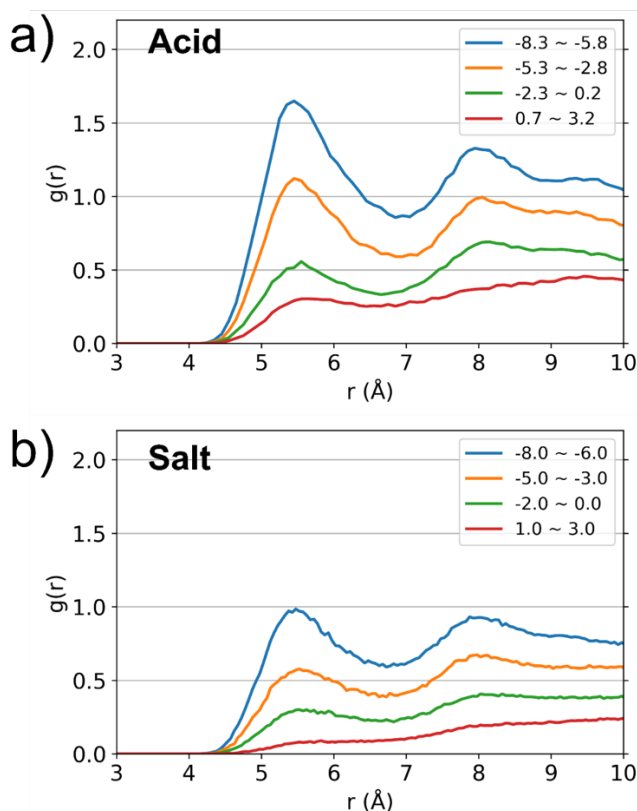 a)
Acid
-8.3 ~ -5.8
-5.3 ~ -2.8
-2.3 ~ 0.2
0.7 ~ 3.2
g(r)
2.0
1.5
1.0
0.5
0.0
3 4 5 6 7 8 9 10
r (Å)
b)
Salt
-8.0 ~ -6.0
-5.0 ~ -3.0
-2.0 ~ 0.0
1.0 ~ 3.0
g(r)
2.0
1.5
1.0
0.5
0.0
3 4 5 6 7 8 9 10
r (Å)